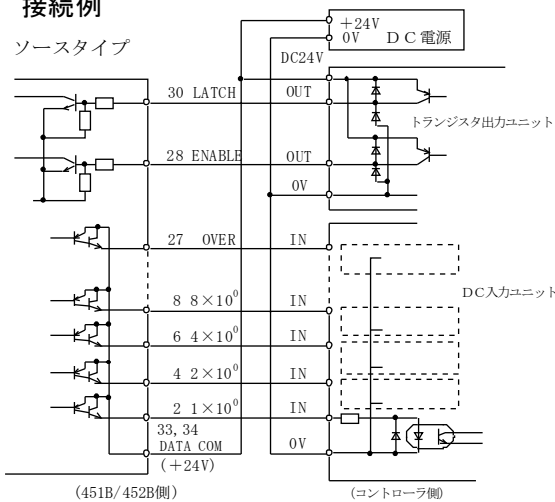 接続例
ソースタイプ
+24V
0V DC電源
DC24V
30 LATCH OUT
トランジスタ出力ユニット
28 ENABLE OUT
0V
27 OVER IN
DC入力ユニット
8 8×10⁰ IN
6 4×10⁰ IN
4 2×10⁰ IN
2 1×10⁰ IN
33, 34
DATA COM 0V
(+24V)
(451B/452B側) (コントローラ側)